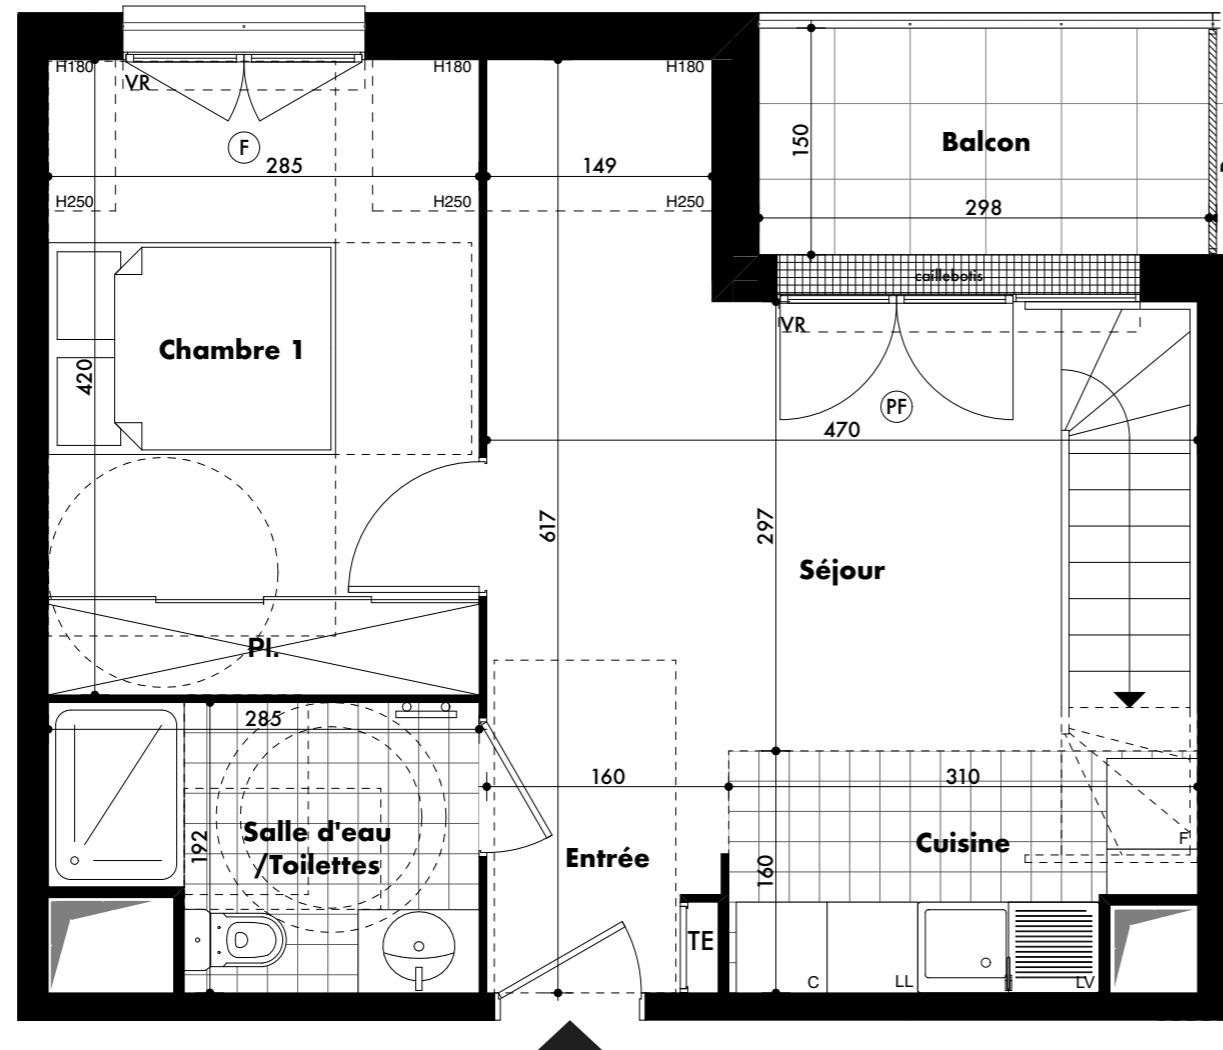 H180
H180
H180
VR
F
285
149
150
Balcon
298
H250
H250
H250
caillebotis
VR
Chambre 1
420
PF
470
617
297
Séjour
Pl.
285
160
310
Salle d'eau
/Toilettes
192
Entrée
160
Cuisine
F
TE
C
LL
LV